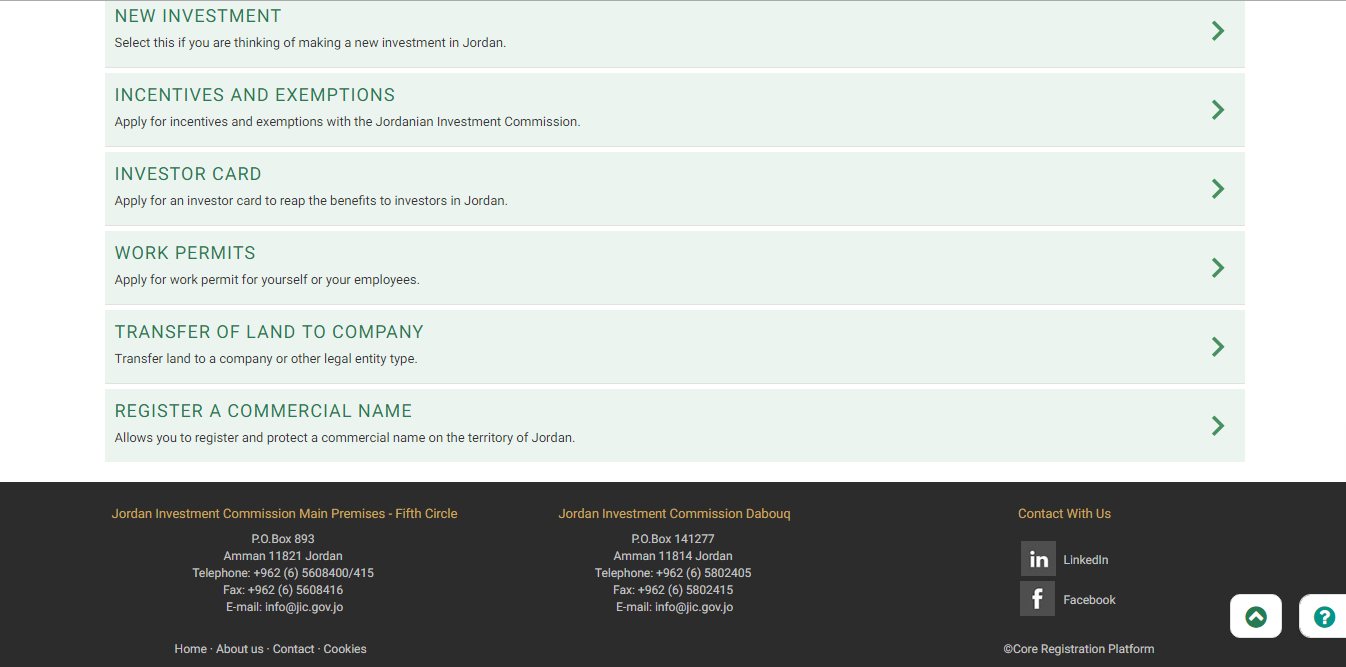 NEW INVESTMENT
Select this if you are thinking of making a new investment in Jordan.
INCENTIVES AND EXEMPTIONS
Apply for incentives and exemptions with the Jordanian Investment Commission.
INVESTOR CARD
Apply for an investor card to reap the benefits to investors in Jordan.
WORK PERMITS
Apply for work permit for yourself or your employees.
TRANSFER OF LAND TO COMPANY
Transfer land to a company or other legal entity type.
REGISTER A COMMERCIAL NAME
Allows you to register and protect a commercial name on the territory of Jordan.
Jordan Investment Commission Main Premises - Fifth Circle
P.O.Box 893
Amman 11821 Jordan
Telephone: +962 (6) 5608400/415
Fax: +962 (6) 5608416
E-mail: info@jic.gov.jo
Jordan Investment Commission Dabouq
P.O.Box 141277
Amman 11814 Jordan
Telephone: +962 (6) 5802405
Fax: +962 (6) 5802415
E-mail: info@jic.gov.jo
Contact With Us
in LinkedIn
f Facebook
?
Home · About us · Contact · Cookies
©Core Registration Platform